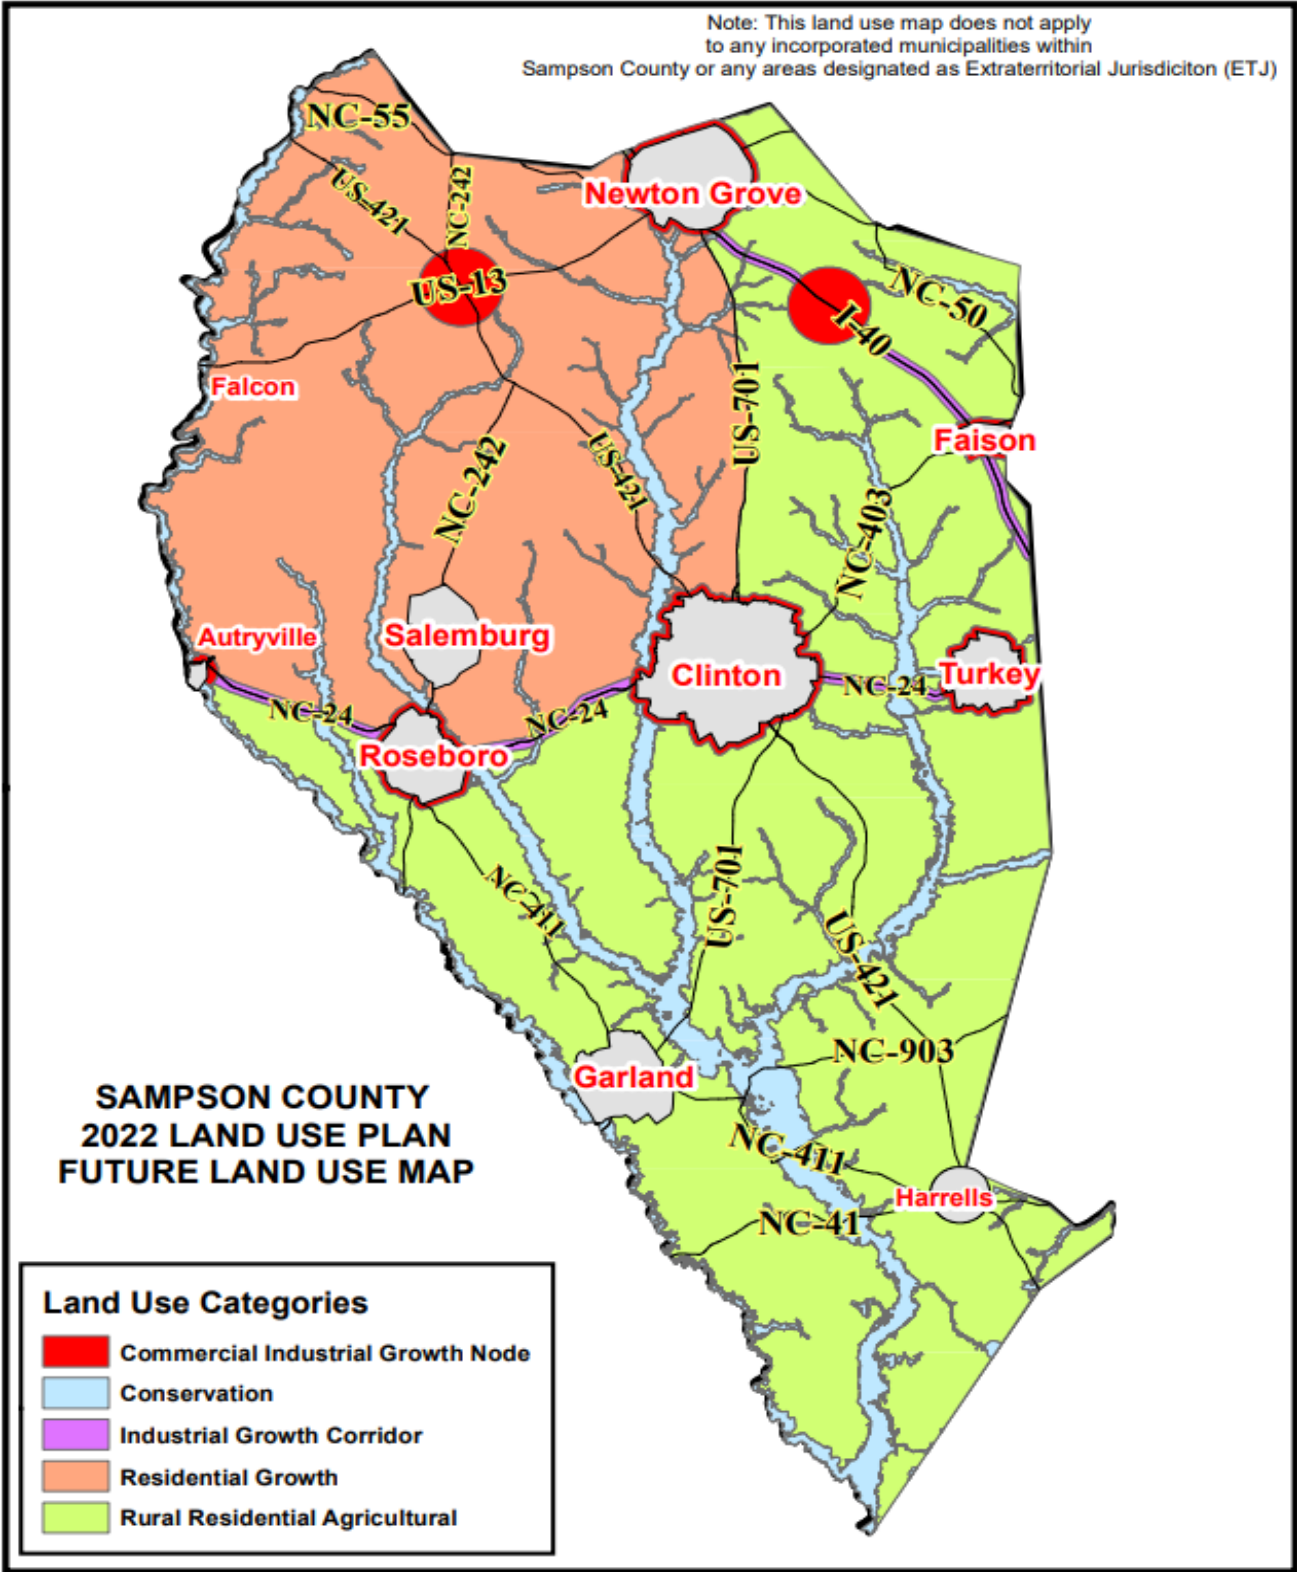 Note: This land use map does not apply
to any incorporated municipalities within
Sampson County or any areas designated as Extraterritorial Jurisdiciton (ETJ)
NC-55
US-421
NC-242
Newton Grove
US-13
NC-50
I-40
Falcon
US-701
Faison
NC-242
US-421
NC-403
Autryville
Salemburg
Clinton
Turkey
NC-24
NC-24
NC-24
Roseboro
NC-411
US-701
US-421
NC-903
Garland
SAMPSON COUNTY
2022 LAND USE PLAN
FUTURE LAND USE MAP
NC-411
Harrells
NC-41
Land Use Categories
Commercial Industrial Growth Node
Conservation
Industrial Growth Corridor
Residential Growth
Rural Residential Agricultural